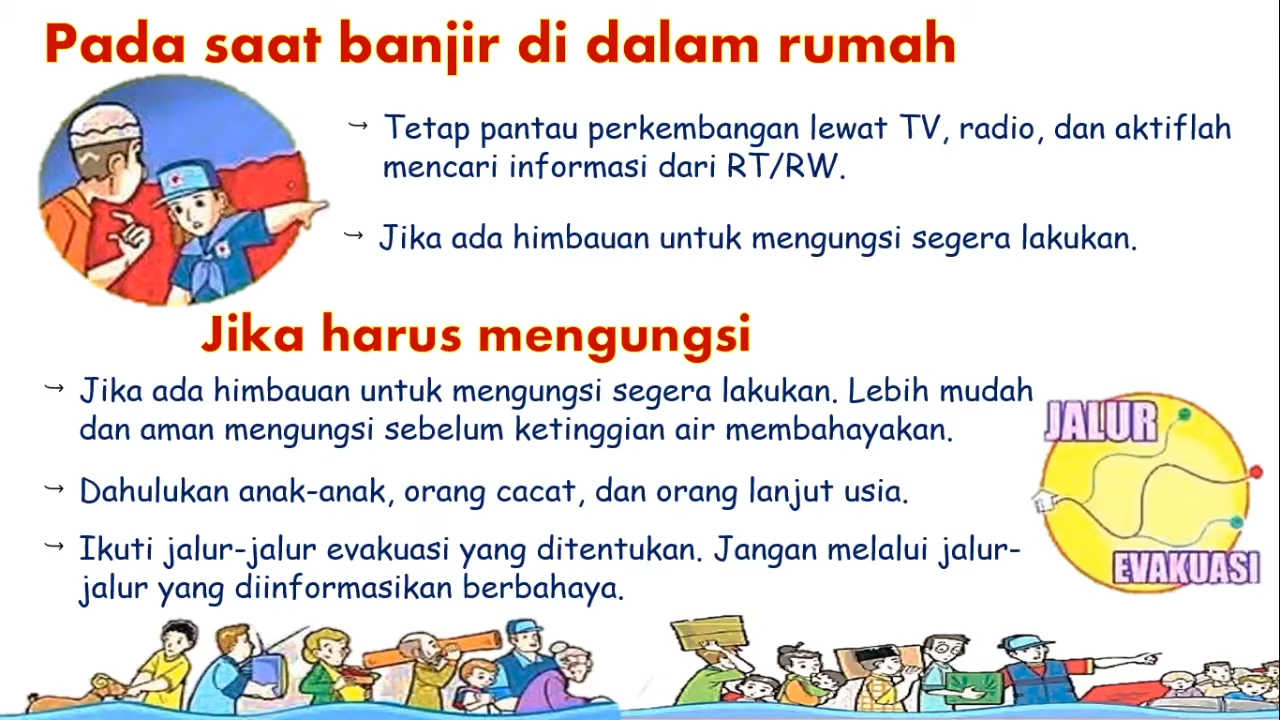 Pada saat banjir di dalam rumah
Tetap pantau perkembangan lewat TV, radio, dan aktiflah
mencari informasi dari RT/RW.
Jika ada himbauan untuk mengungsi segera lakukan.
Jika harus mengungsi
Jika ada himbauan untuk mengungsi segera lakukan. Lebih mudah
dan aman mengungsi sebelum ketinggian air membahayakan.
Dahulukan anak-anak, orang cacat, dan orang lanjut usia.
Ikuti jalur-jalur evakuasi yang ditentukan. Jangan melalui jalur-
jalur yang diinformasikan berbahaya.
JALUR
EVAKUASI